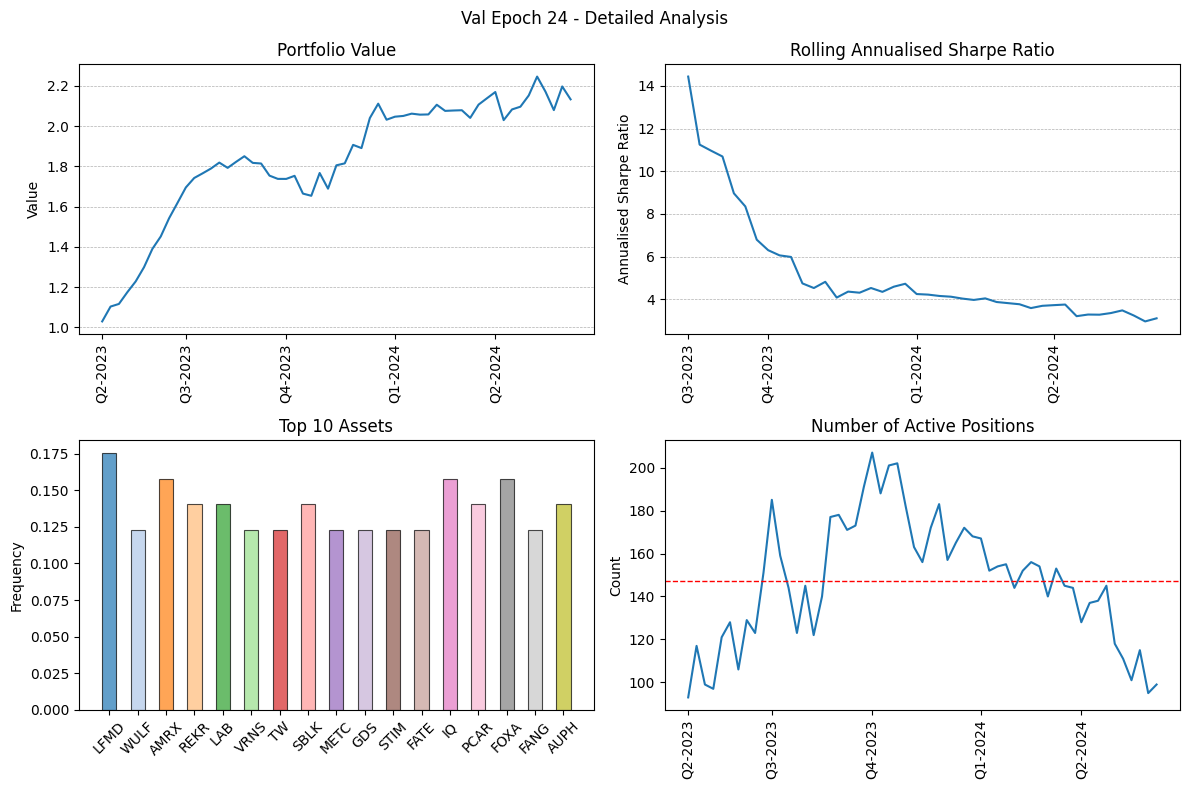 Val Epoch 24 - Detailed Analysis
Portfolio Value
Value
2.2
2.0
1.8
1.6
1.4
1.2
1.0
Q2-2023
Q3-2023
Q4-2023
Q1-2024
Q2-2024
Rolling Annualised Sharpe Ratio
Annualised Sharpe Ratio
14
12
10
8
6
4
Q3-2023
Q4-2023
Q1-2024
Q2-2024
Top 10 Assets
Frequency
0.175
0.150
0.125
0.100
0.075
0.050
0.025
0.000
LFMD
WULF
AMRX
REKR
LAB
VRNS
TW
SBLK
METC
GDS
STIM
FATE
IQ
PCAR
FOXA
FANG
AUPH
Number of Active Positions
Count
200
180
160
140
120
100
Q2-2023
Q3-2023
Q4-2023
Q1-2024
Q2-2024